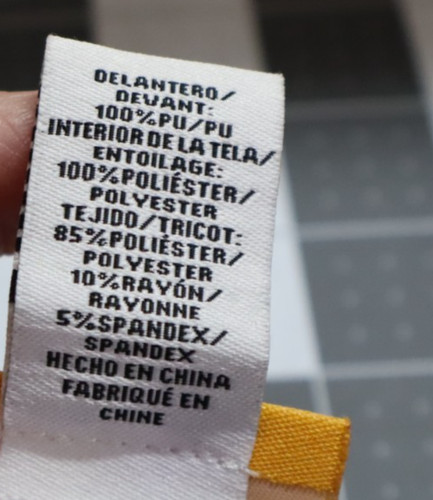 DELANTERO/
DEVANT:
100%PU/PU
INTERIOR DE LA TELA/
ENTOILAGE:
100%POLIÉSTER/
POLYESTER
TEJIDO/TRICOT:
85%POLIÉSTER/
POLYESTER
10%RAYÓN/
RAYONNE
5%SPANDEX/
SPANDEX
HECHO EN CHINA
FABRIQUÉ EN
CHINE